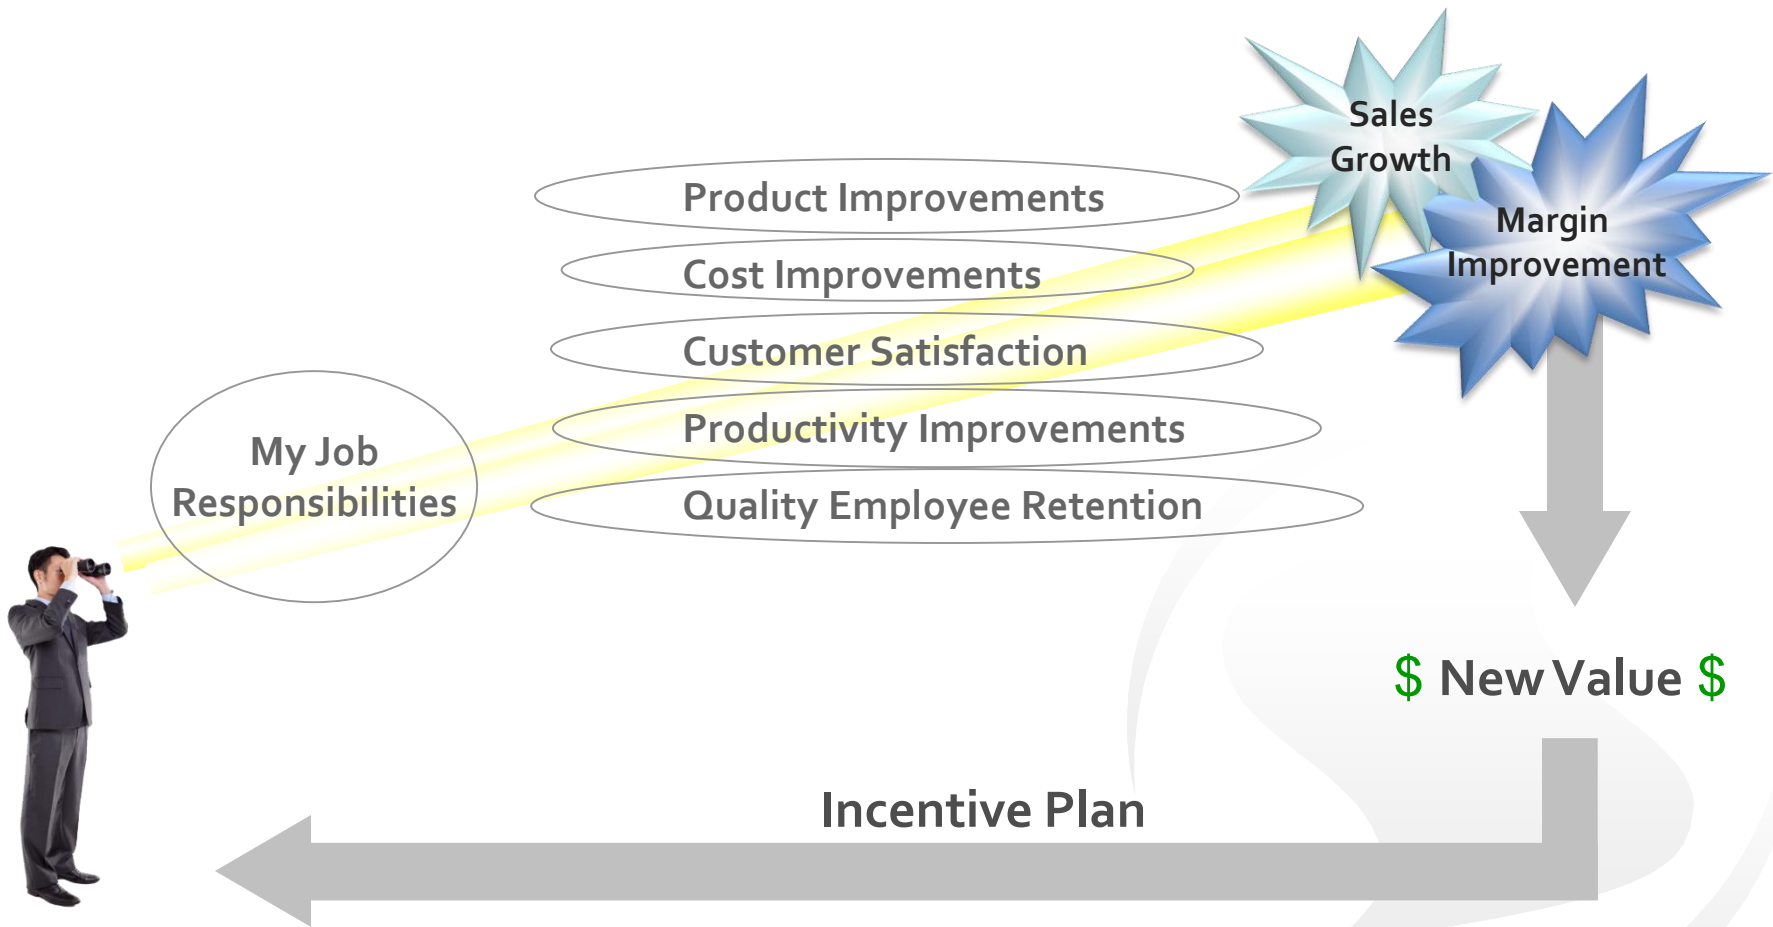 Sales
Growth
Margin
Improvement
Product Improvements
Cost Improvements
Customer Satisfaction
Productivity Improvements
Quality Employee Retention
My Job
Responsibilities
$ New Value $
Incentive Plan